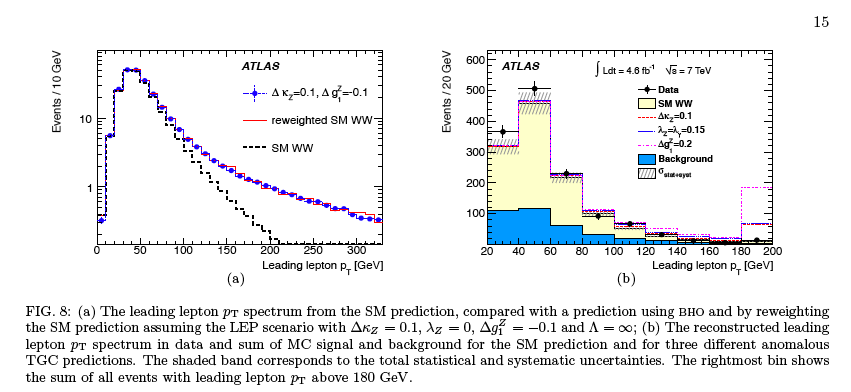 15
ATLAS
Δ κ_Z=0.1, Δ g_1^Z=-0.1
reweighted SM WW
SM WW
Events / 10 GeV
10
1
0 50 100 150 200 250 300
Leading lepton p_T [GeV]
(a)
ATLAS
∫ Ldt = 4.6 fb⁻¹ √s = 7 TeV
Data
SM WW
Δκ_Z=0.1
λ_Z=λ_γ=0.15
Δg_1^Z=0.2
Background
σ_stat+syst
Events / 20 GeV
600
500
400
300
200
100
20 40 60 80 100 120 140 160 180 200
Leading lepton p_T [GeV]
(b)
FIG. 8: (a) The leading lepton p_T spectrum from the SM prediction, compared with a prediction using BHO and by reweighting
the SM prediction assuming the LEP scenario with Δκ_Z = 0.1, λ_Z = 0, Δg_1^Z = −0.1 and Λ = ∞; (b) The reconstructed leading
lepton p_T spectrum in data and sum of MC signal and background for the SM prediction and for three different anomalous
TGC predictions. The shaded band corresponds to the total statistical and systematic uncertainties. The rightmost bin shows
the sum of all events with leading lepton p_T above 180 GeV.